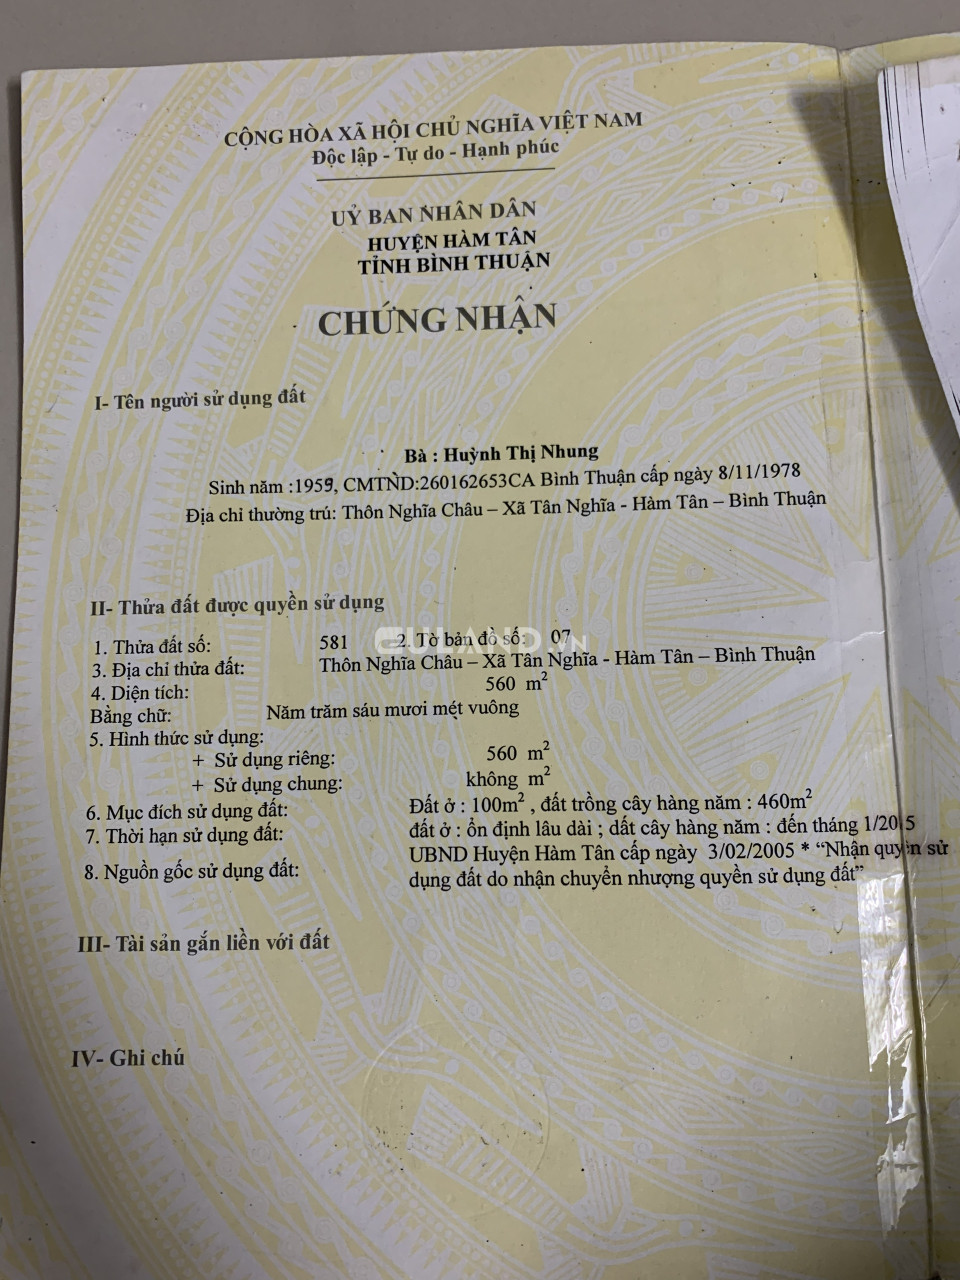 CỘNG HÒA XÃ HỘI CHỦ NGHĨA VIỆT NAM
Độc lập - Tự do - Hạnh phúc
UỶ BAN NHÂN DÂN
HUYỆN HÀM TÂN
TỈNH BÌNH THUẬN
CHỨNG NHẬN
I- Tên người sử dụng đất
Bà : Huỳnh Thị Nhung
Sinh năm :1959, CMTND:260162653CA Bình Thuận cấp ngày 8/11/1978
Địa chỉ thường trú: Thôn Nghĩa Châu – Xã Tân Nghĩa - Hàm Tân – Bình Thuận
II- Thửa đất được quyền sử dụng
1. Thửa đất số: 581 2. Tờ bản đồ số: 07
GULAND.VN
3. Địa chỉ thửa đất: Thôn Nghĩa Châu – Xã Tân Nghĩa - Hàm Tân – Bình Thuận
4. Diện tích: 560 m²
Bằng chữ: Năm trăm sáu mươi mét vuông
5. Hình thức sử dụng:
+ Sử dụng riêng: 560 m²
+ Sử dụng chung: không m²
6. Mục đích sử dụng đất: Đất ở : 100m² , đất trồng cây hàng năm : 460m²
7. Thời hạn sử dụng đất: đất ở : ổn định lâu dài ; dất cây hàng năm : đến tháng
8. Nguồn gốc sử dụng đất: UBND Huyện Hàm Tân cấp ngày 3/02/2005 * “Nhận quyền sử
dụng đất do nhận chuyển nhượng quyền sử dụng đất”
III- Tài sản gắn liền với đất
IV- Ghi chú